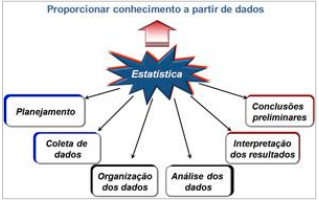 Proporcionar conhecimento a partir de dados
Estatística
Planejamento
Coleta de
dados
Organização
dos dados
Análise dos
dados
Interpretação
dos resultados
Conclusões
preliminares